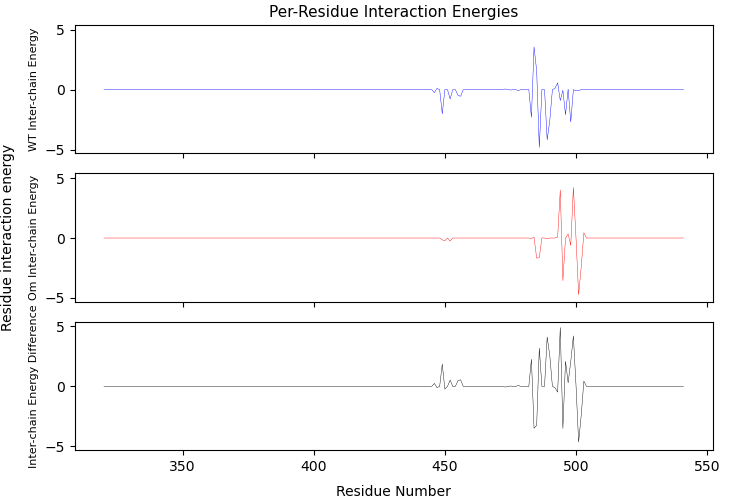 Per-Residue Interaction Energies
Residue interaction energy
WT Inter-chain Energy
5
0
−5
Om Inter-chain Energy
5
0
−5
Inter-chain Energy Difference
5
0
−5
350 400 450 500 550
Residue Number